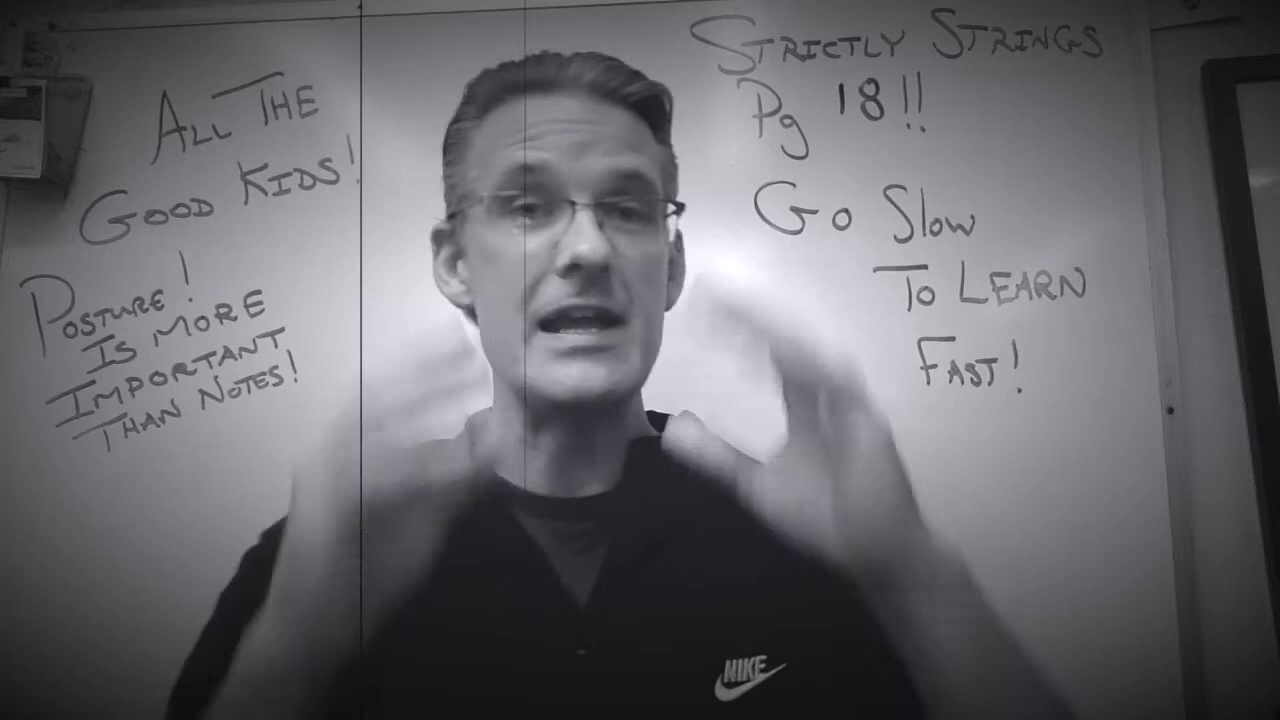 ALL THE
GOOD KIDS!
POSTURE!
IS MORE
IMPORTANT
THAN NOTES!
STRICTLY STRINGS
Pg 18!!
Go Slow
To LEARN
FAST!
NIKE